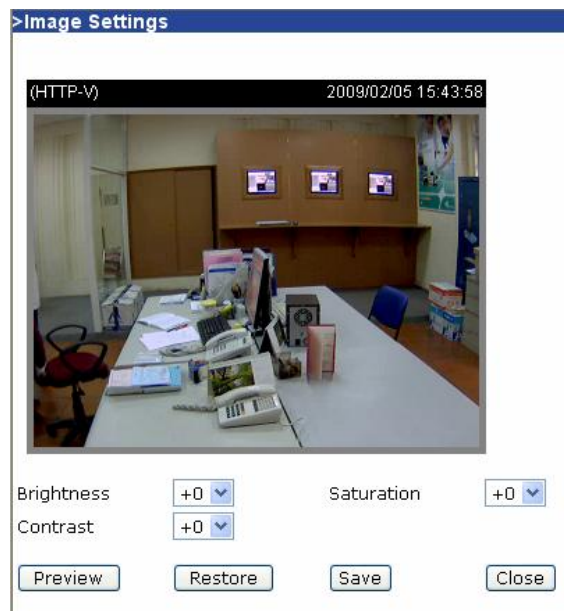 >Image Settings
(HTTP-V) 2009/02/05 15:43:58
Brightness +0 Saturation +0
Contrast +0
Preview Restore Save Close